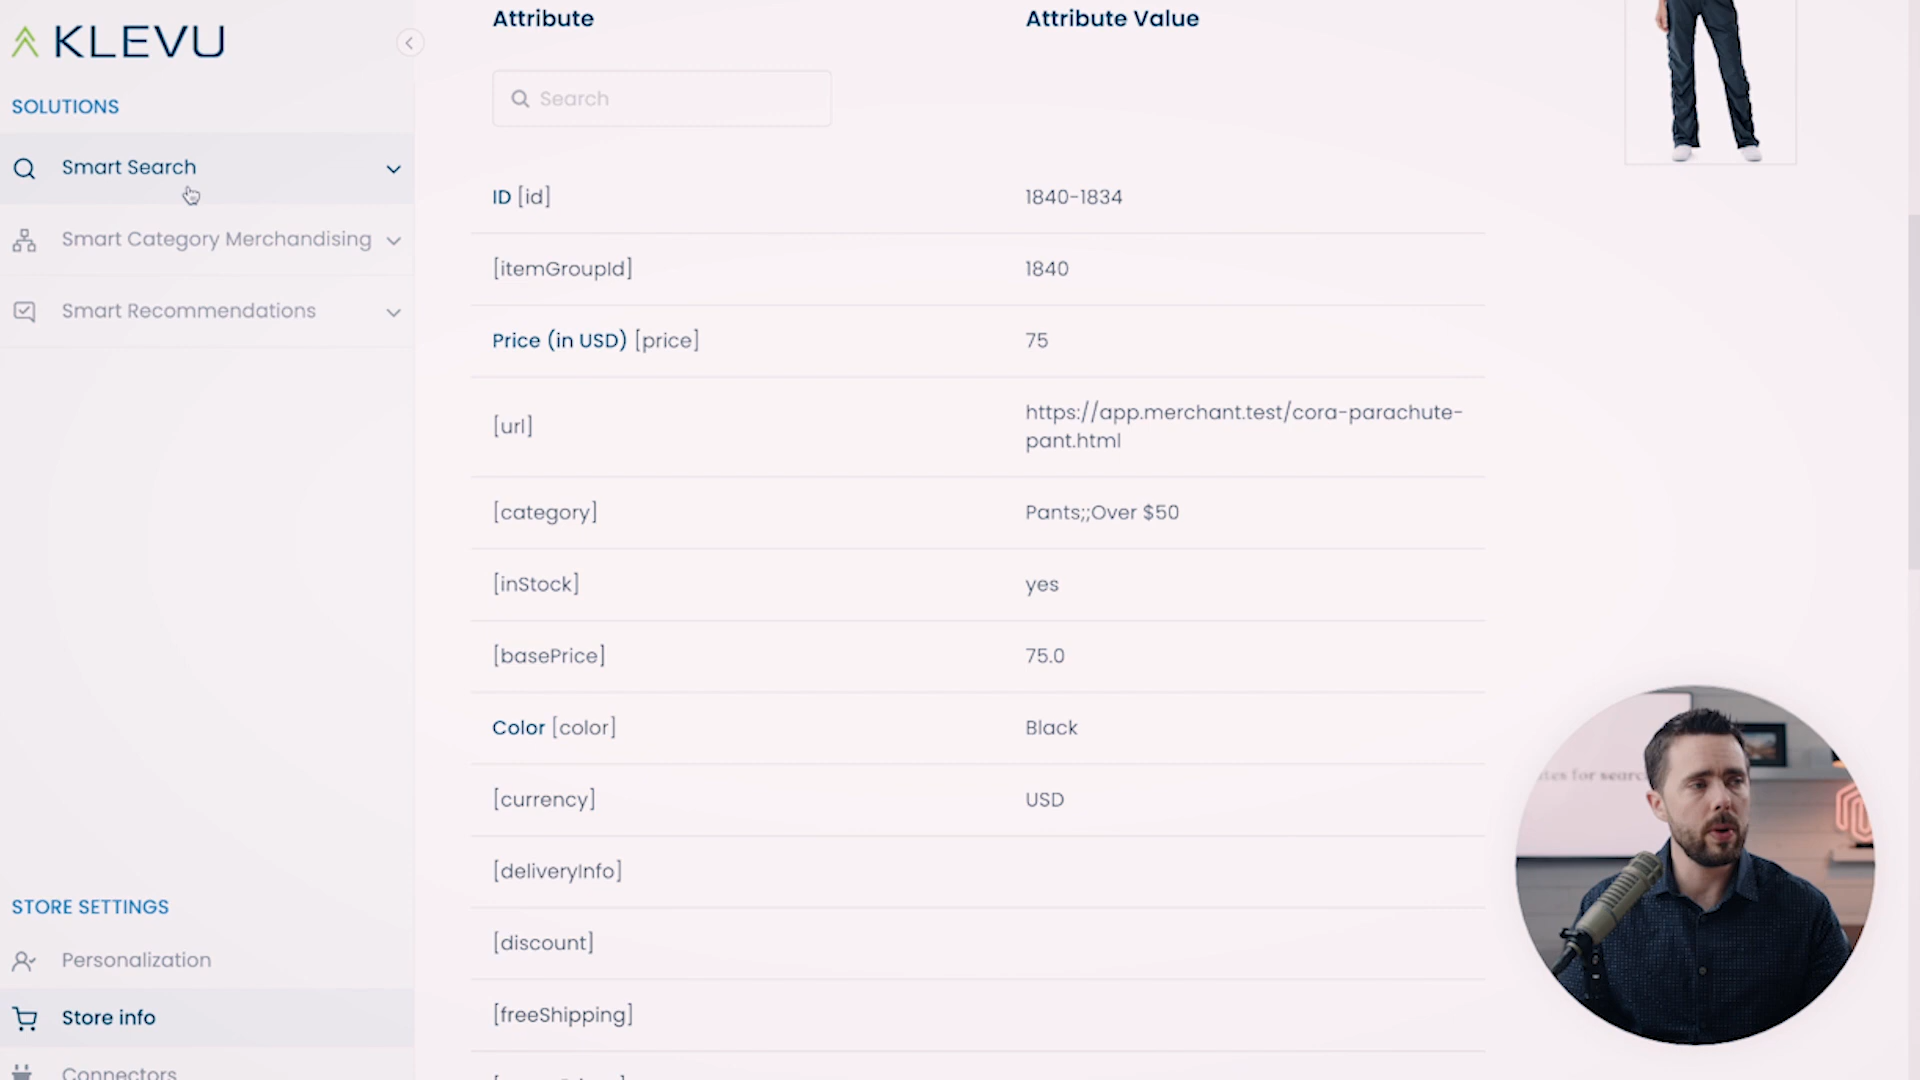 KLEVU
SOLUTIONS
Smart Search
Smart Category Merchandising
Smart Recommendations
STORE SETTINGS
Personalization
Store info
Connectors
Attribute
Attribute Value
Search
ID [id]
1840-1834
[itemGroupId]
1840
Price (in USD) [price]
75
[url]
https://app.merchant.test/cora-parachute-
pant.html
[category]
Pants;;Over $50
[inStock]
yes
[basePrice]
75.0
Color [color]
Black
[currency]
USD
[deliveryInfo]
[discount]
[freeShipping]